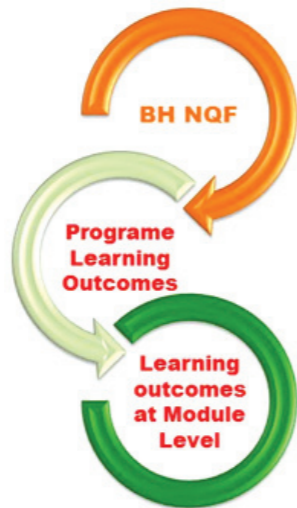 BH NQF
Programe
Learning
Outcomes
Learning
outcomes
at Module
Level